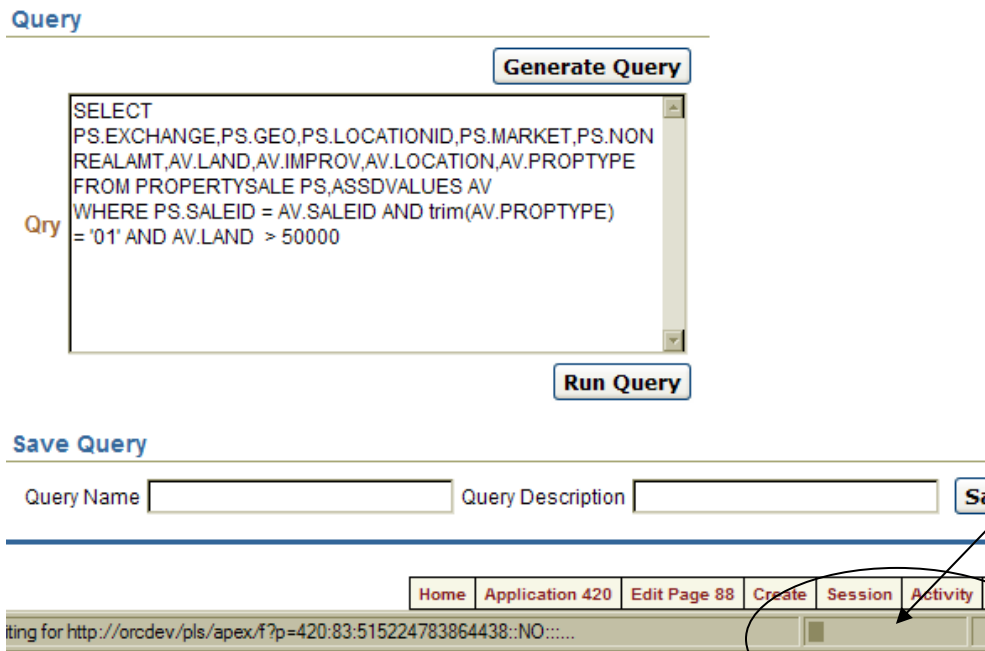 Query
Generate Query
SELECT
PS.EXCHANGE,PS.GEO,PS.LOCATIONID,PS.MARKET,PS.NON
REALAMT,AV.LAND,AV.IMPROV,AV.LOCATION,AV.PROPTYPE
FROM PROPERTYSALE PS,ASSDVALUES AV
WHERE PS.SALEID = AV.SALEID AND trim(AV.PROPTYPE)
= '01' AND AV.LAND  > 50000
Qry
Run Query
Save Query
Query Name Query Description Sa
Home Application 420 Edit Page 88 Create Session Activity
iting for http://orcdev/pls/apex/f?p=420:83:515224783864438::NO:::...